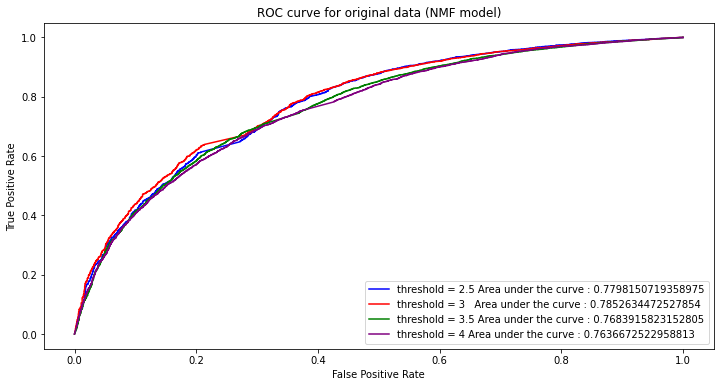 ROC curve for original data (NMF model)
1.0
0.8
0.6
0.4
0.2
0.0
True Positive Rate
threshold = 2.5 Area under the curve : 0.7798150719358975
threshold = 3   Area under the curve : 0.7852634472527854
threshold = 3.5 Area under the curve : 0.7683915823152805
threshold = 4 Area under the curve : 0.7636672522958813
0.0 0.2 0.4 0.6 0.8 1.0
False Positive Rate